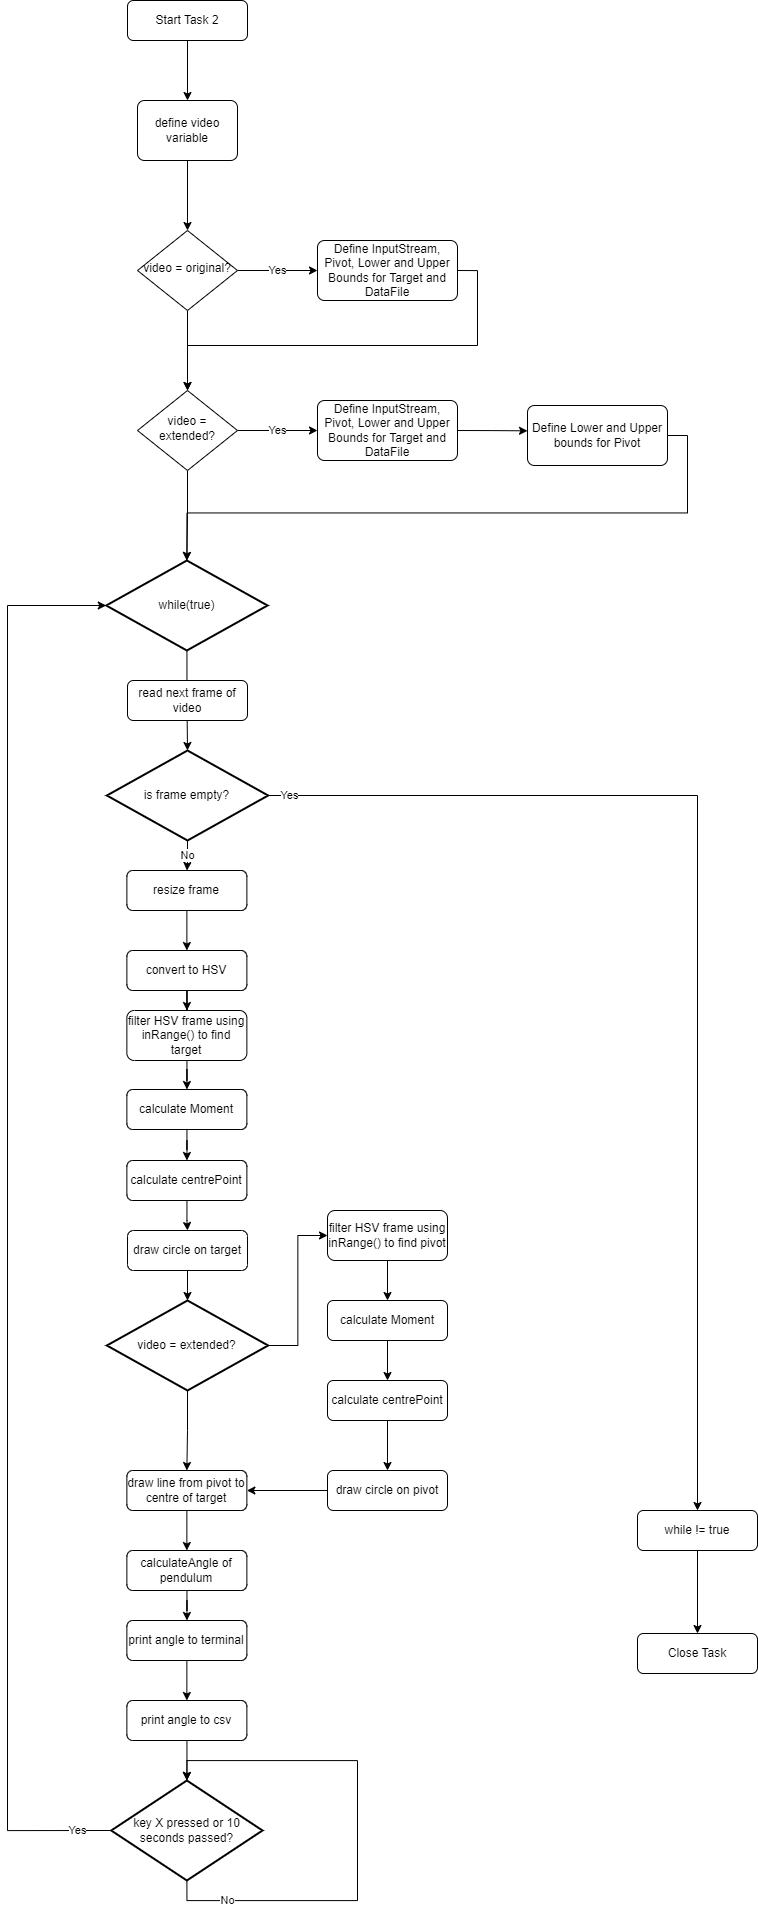 Start Task 2
define video
variable
video = original?
Yes
Define InputStream,
Pivot, Lower and Upper
Bounds for Target and
DataFile
video =
extended?
Yes
Define InputStream,
Pivot, Lower and Upper
Bounds for Target and
DataFile
Define Lower and Upper
bounds for Pivot
while(true)
read next frame of
video
is frame empty?
Yes
No
resize frame
convert to HSV
filter HSV frame using
inRange() to find
target
calculate Moment
calculate centrePoint
draw circle on target
video = extended?
filter HSV frame using
inRange() to find pivot
calculate Moment
calculate centrePoint
draw circle on pivot
draw line from pivot to
centre of target
calculateAngle of
pendulum
print angle to terminal
print angle to csv
key X pressed or 10
seconds passed?
Yes
No
while != true
Close Task